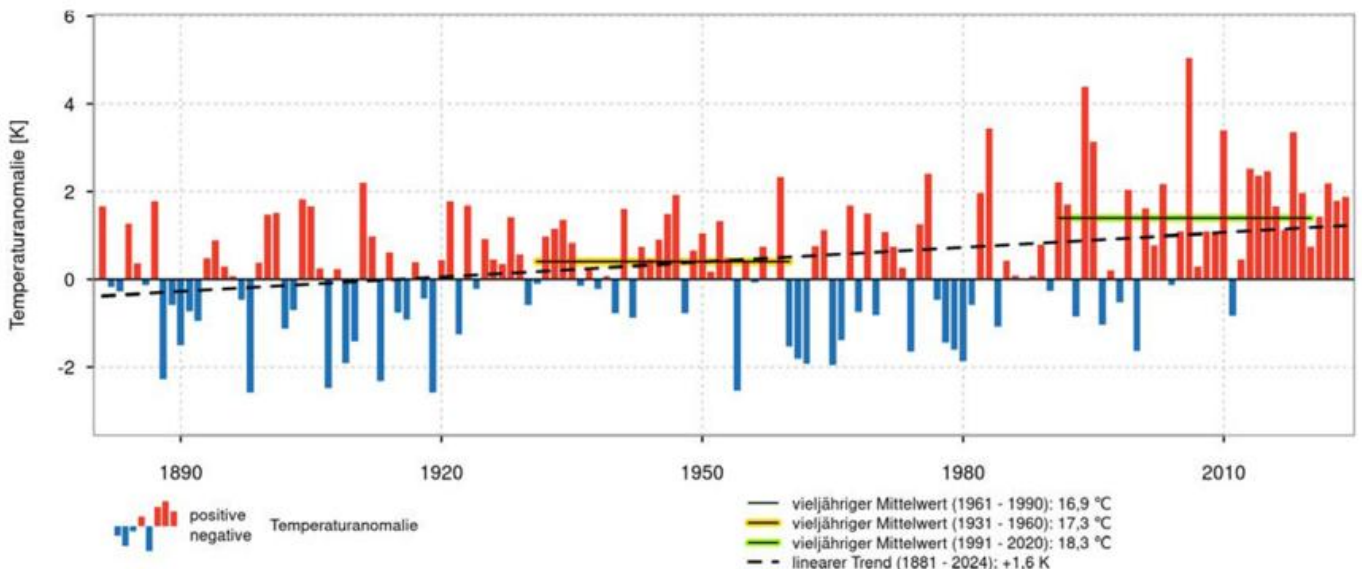 6
4
2
0
-2
Temperaturanomalie [K]
1890 1920 1950 1980 2010
positive
negative
Temperaturanomalie
vieljähriger Mittelwert (1961 - 1990): 16,9 °C
vieljähriger Mittelwert (1931 - 1960): 17,3 °C
vieljähriger Mittelwert (1991 - 2020): 18,3 °C
linearer Trend (1881 - 2024): +1,6 K